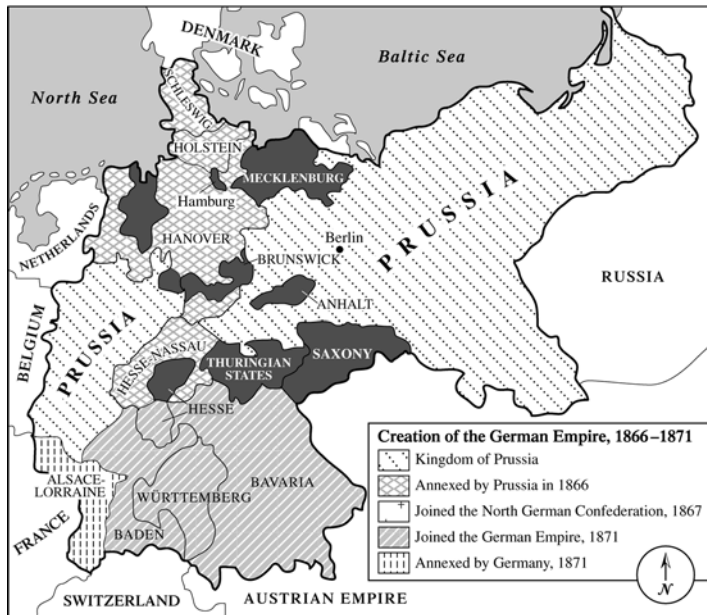 DENMARK
Baltic Sea
North Sea
SCHLESWIG
HOLSTEIN
MECKLENBURG
Hamburg
PRUSSIA
NETHERLANDS
HANOVER
Berlin
BRUNSWICK
RUSSIA
ANHALT
BELGIUM
PRUSSIA
HESSE-NASSAU
THURINGIAN
STATES
SAXONY
HESSE
ALSACE-
LORRAINE
BAVARIA
WÜRTTEMBERG
FRANCE
BADEN
SWITZERLAND
AUSTRIAN EMPIRE
Creation of the German Empire, 1866–1871
Kingdom of Prussia
Annexed by Prussia in 1866
Joined the North German Confederation, 1867
Joined the German Empire, 1871
Annexed by Germany, 1871
N